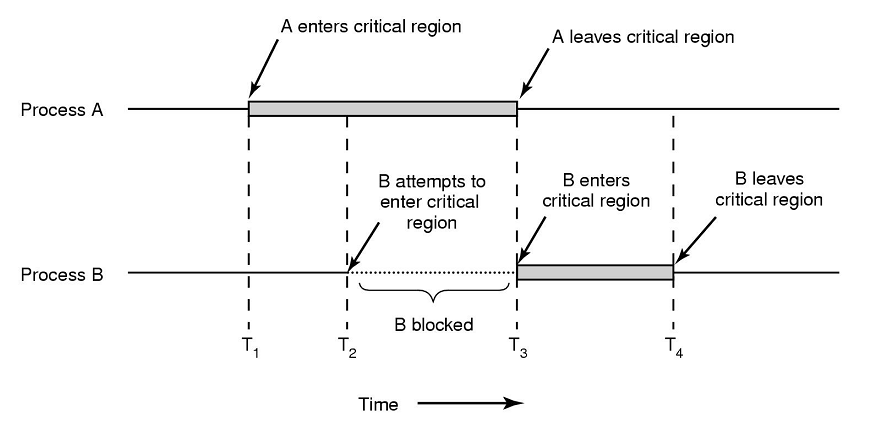 A enters critical region
A leaves critical region
Process A
B attempts to
enter critical
region
B enters
critical region
B leaves
critical region
Process B
B blocked
T1
T2
T3
T4
Time